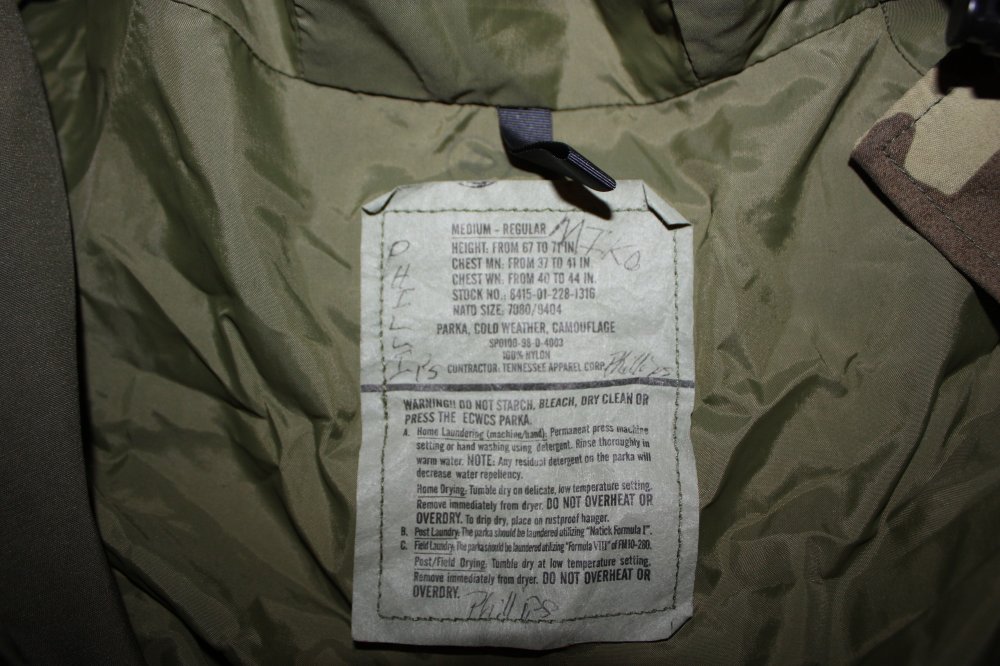 MEDIUM - REGULAR
HEIGHT: FROM 67 TO 71 IN.
CHEST MN: FROM 37 TO 41 IN.
CHEST WN: FROM 40 TO 44 IN.
STOCK NO.: 8415-01-228-1316
NATO SIZE: 7080/9404
PARKA, COLD WEATHER, CAMOUFLAGE
SPO100-98-D-4003
100% NYLON
CONTRACTOR: TENNESSEE APPAREL CORP.
Phillips
WARNING!! DO NOT STARCH, BLEACH, DRY CLEAN OR
PRESS THE ECWCS PARKA.
A. Home Laundering (machine/hand): Permanent press machine
setting or hand washing using detergent. Rinse thoroughly in
warm water. NOTE: Any residual detergent on the parka will
decrease water repellency.
Home Drying: Tumble dry on delicate, low temperature setting.
Remove immediately from dryer. DO NOT OVERHEAT OR
OVERDRY. To drip dry, place on rustproof hanger.
B. Post Laundry: The parka should be laundered utilizing "Natick Formula I".
C. Field Laundry: The parka should be laundered utilizing "Formula VIII" of FM10-280.
Post/Field Drying: Tumble dry at low temperature setting.
Remove immediately from dryer. DO NOT OVERHEAT OR
OVERDRY.
Phillips